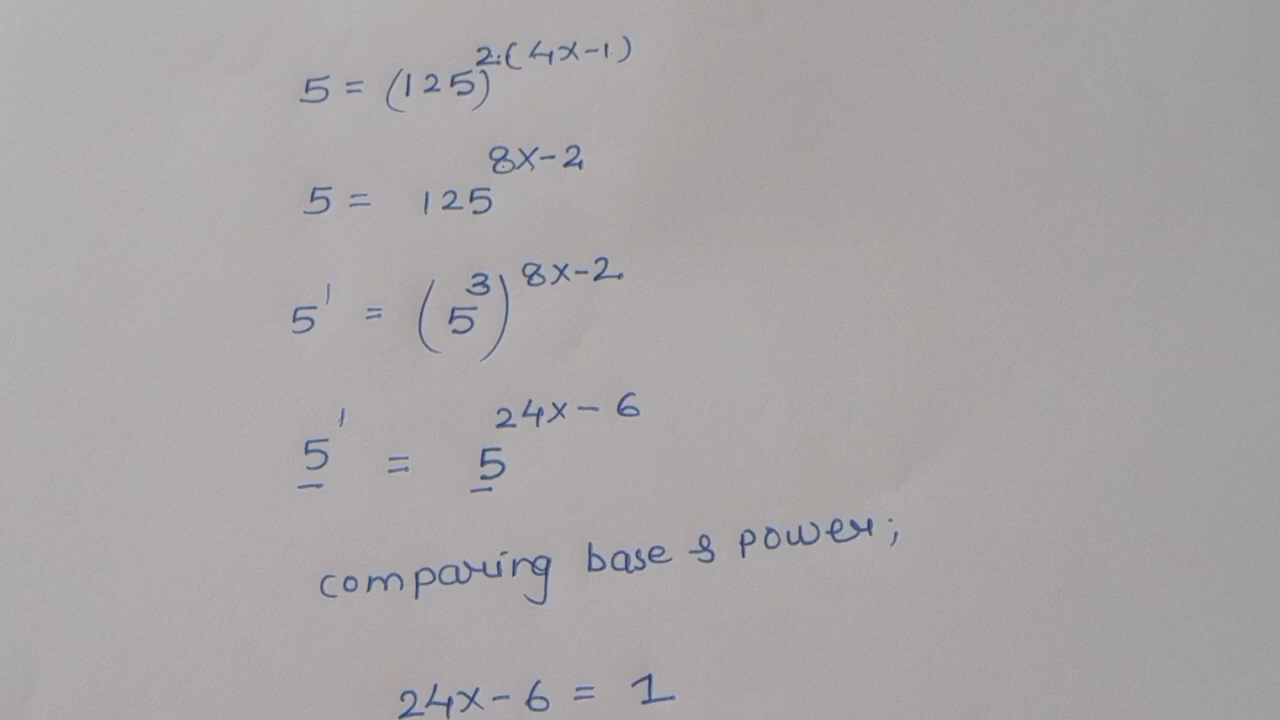 5 = (125)^2.(4x-1)
5 = 125^8x-2
5^1 = (5^3)^8x-2
5^1 = 5^24x-6
comparing base & power;
24x-6 = 1